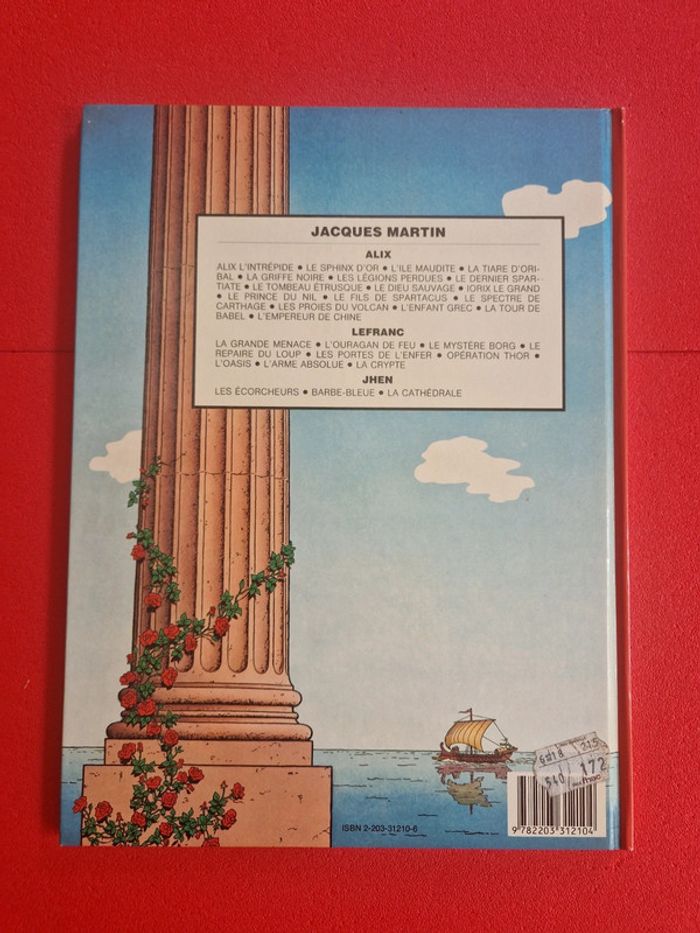 JACQUES MARTIN
ALIX
ALIX L'INTRÉPIDE • LE SPHINX D'OR • L'ILE MAUDITE • LA TIARE D'ORI-
BAL • LA GRIFFE NOIRE • LES LÉGIONS PERDUES • LE DERNIER SPAR-
TIATE • LE TOMBEAU ÉTRUSQUE • LE DIEU SAUVAGE • IORIX LE GRAND
• LE PRINCE DU NIL • LE FILS DE SPARTACUS • LE SPECTRE DE
CARTHAGE • LES PROIES DU VOLCAN • L'ENFANT GREC • LA TOUR DE
BABEL • L'EMPEREUR DE CHINE
LEFRANC
LA GRANDE MENACE • L'OURAGAN DE FEU • LE MYSTÈRE BORG • LE
REPAIRE DU LOUP • LES PORTES DE L'ENFER • OPÉRATION THOR •
L'OASIS • L'ARME ABSOLUE • LA CRYPTE
JHEN
LES ÉCORCHEURS • BARBE-BLEUE • LA CATHÉDRALE
215
540 172
fnac
ISBN 2-203-31210-6
9 782203 312104